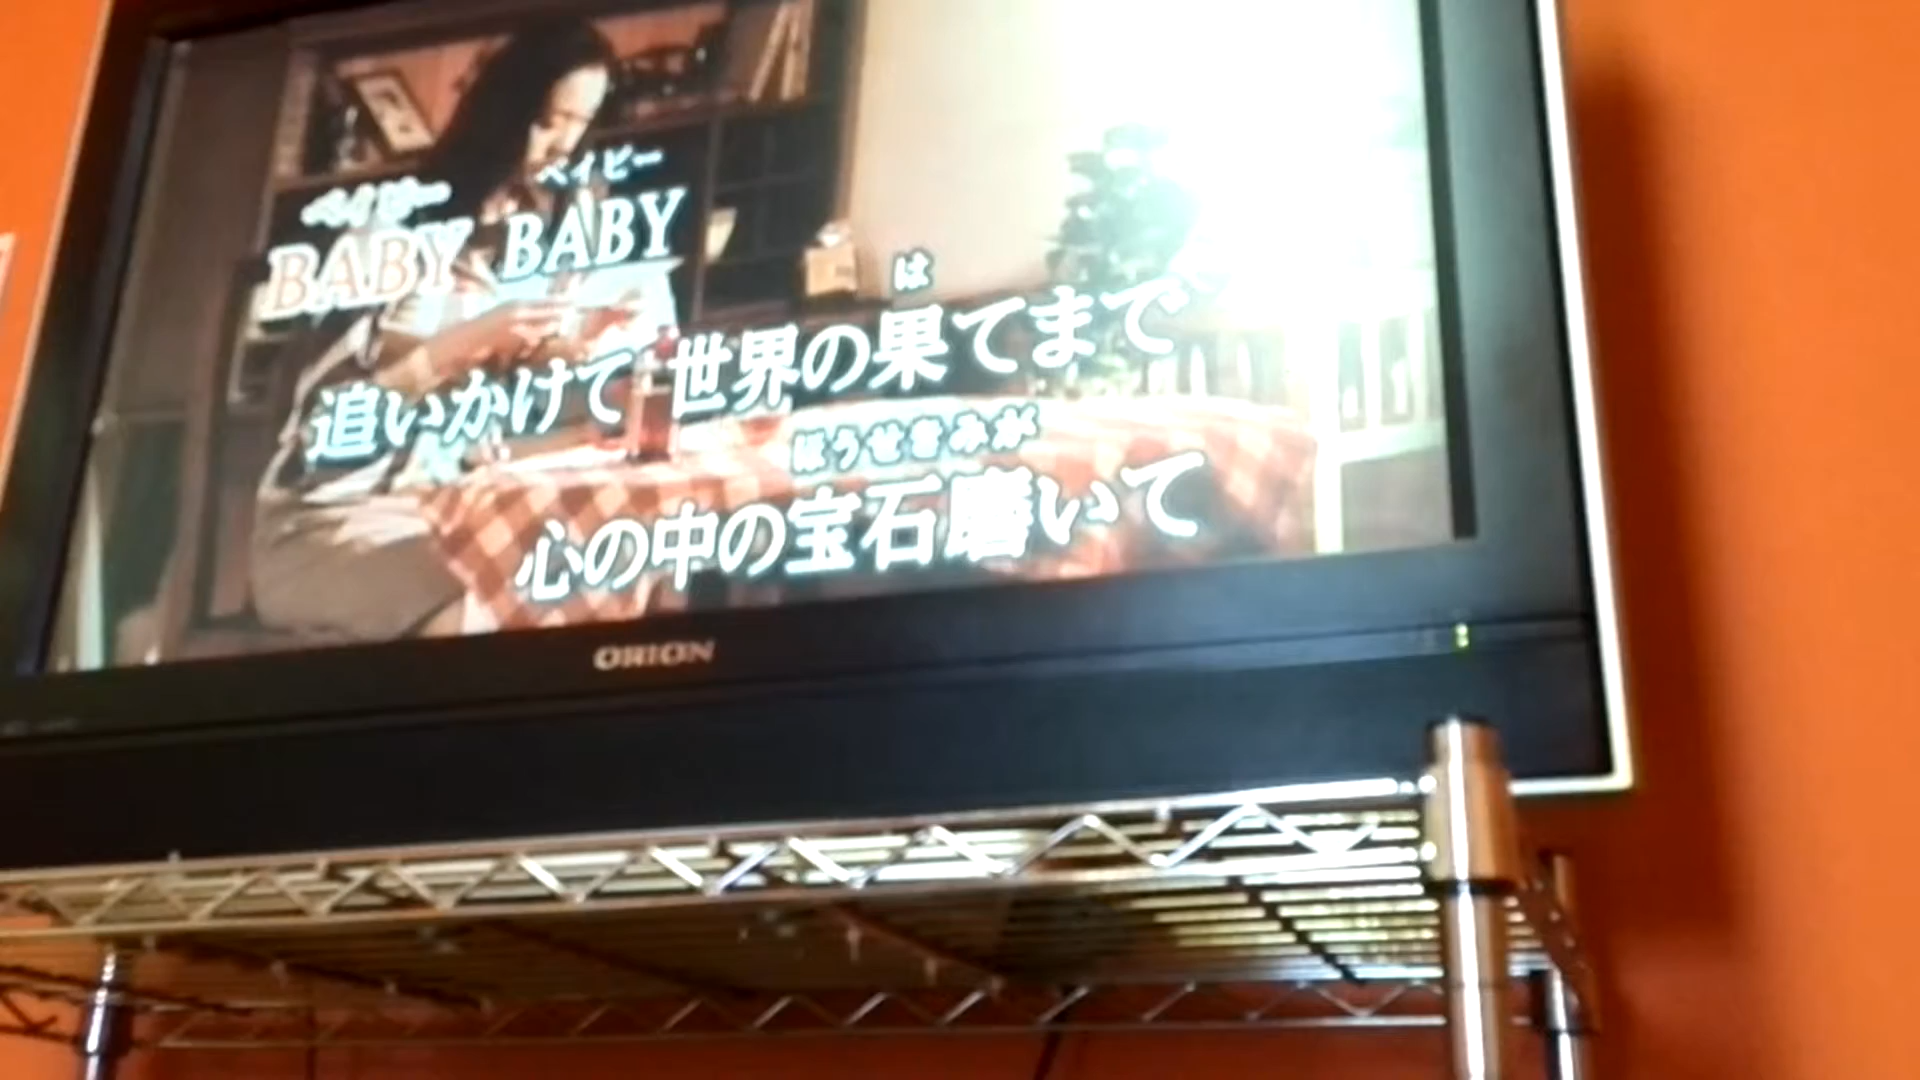 ベイビー ベイビー
BABY BABY
は
追いかけて 世界の果てまで
ほうせきみが
心の中の宝石磨いて
ORION